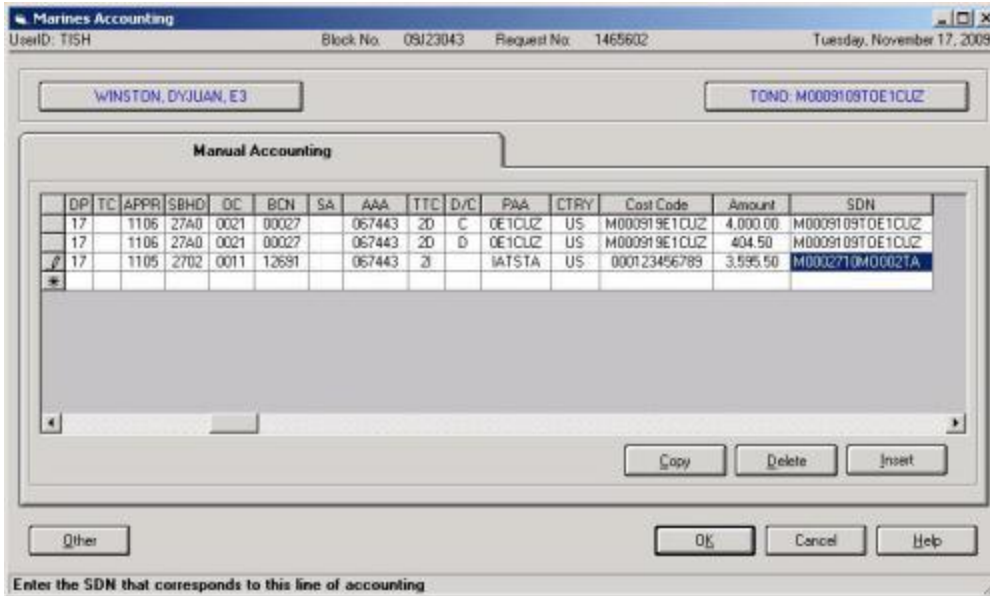 Marines Accounting
UserID: TISH Block No. 09J23043 Request No: 1465602 Tuesday, November 17, 2009
WINSTON, DYJUAN, E3 TONO: M0009109TOE1CUZ
Manual Accounting
DP TC APPR SBHD OC BCN SA AAA TTC D/C PAA CTRY Cost Code Amount SDN
17 1106 27A0 0021 00027 067443 2D C 0E1CUZ US M000919E1CUZ 4,000.00 M0009109TOE1CUZ
17 1106 27A0 0021 00027 067443 2D D 0E1CUZ US M000919E1CUZ 404.50 M0009109TOE1CUZ
17 1105 2702 0011 12691 067443 2I IATSTA US 000123456789 3,595.50 M0002710MO002TA
Copy Delete Insert
Other OK Cancel Help
Enter the SDN that corresponds to this line of accounting